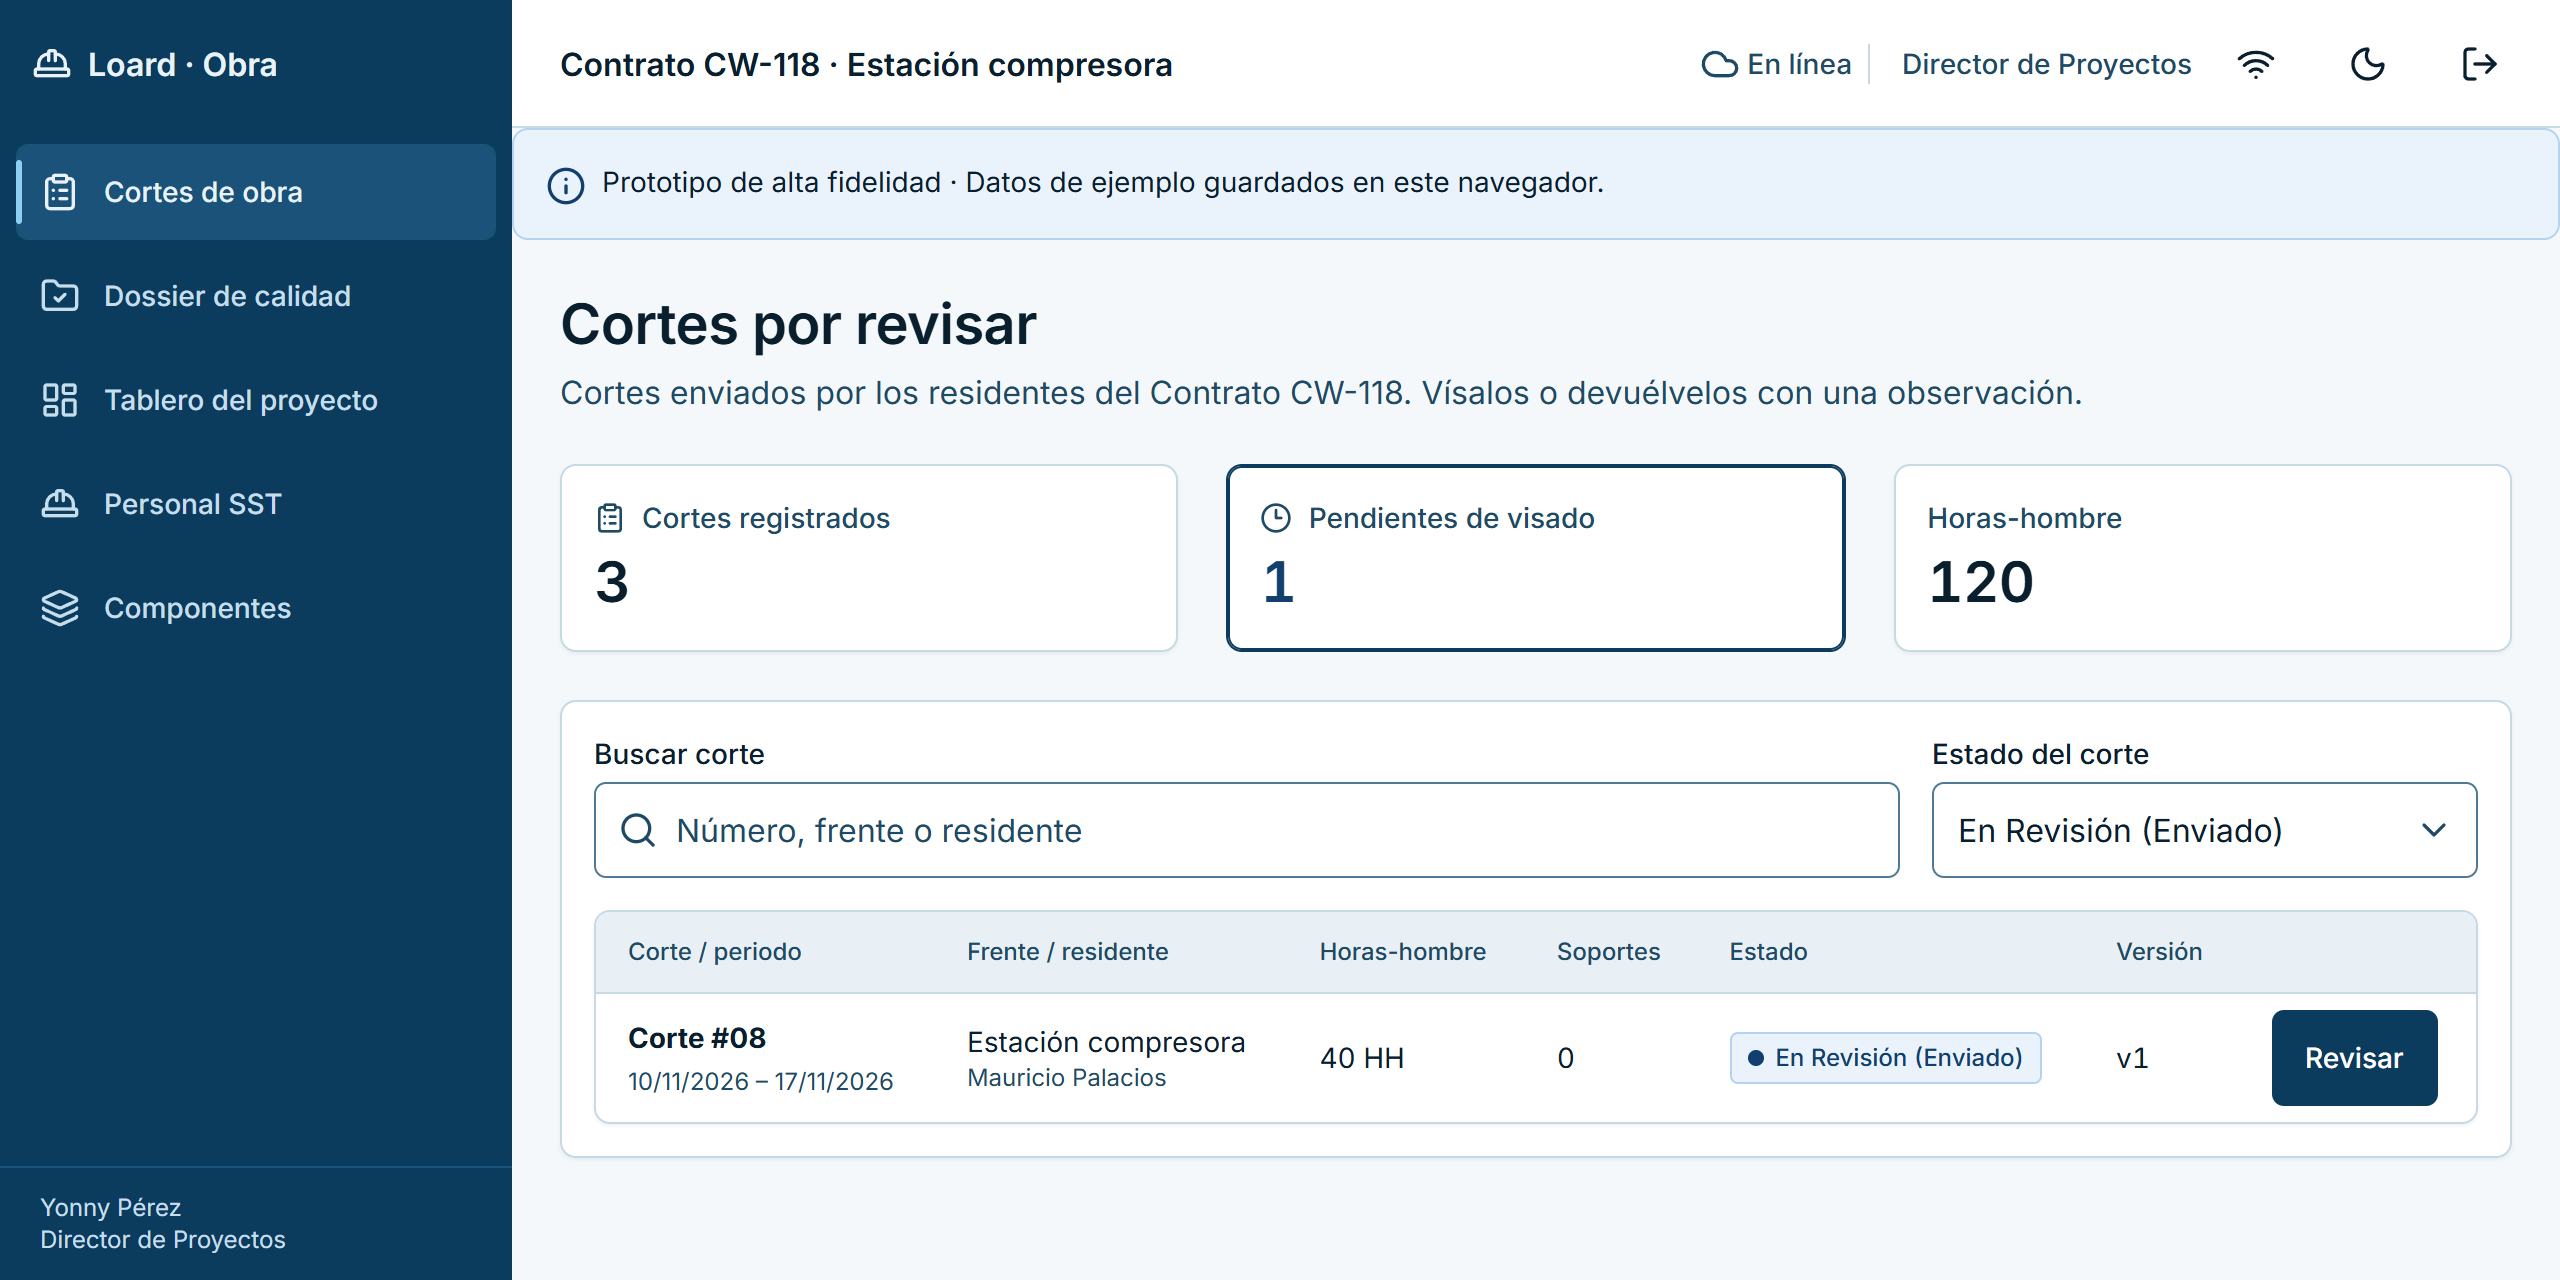 Loard · Obra
Cortes de obra
Dossier de calidad
Tablero del proyecto
Personal SST
Componentes
Yonny Pérez
Director de Proyectos
Contrato CW-118 · Estación compresora
En línea
Director de Proyectos
Prototipo de alta fidelidad · Datos de ejemplo guardados en este navegador.
Cortes por revisar
Cortes enviados por los residentes del Contrato CW-118. Vísalos o devuélvelos con una observación.
Cortes registrados
3
Pendientes de visado
1
Horas-hombre
120
Buscar corte
Número, frente o residente
Estado del corte
En Revisión (Enviado)
Corte / periodo
Frente / residente
Horas-hombre
Soportes
Estado
Versión
Corte #08
10/11/2026 – 17/11/2026
Estación compresora
Mauricio Palacios
40 HH
0
En Revisión (Enviado)
v1
Revisar